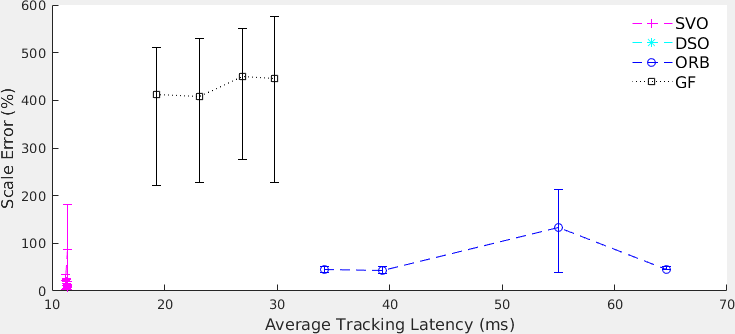 600
500
400
300
200
100
0
Scale Error (%)
SVO
DSO
ORB
GF
10 20 30 40 50 60 70
Average Tracking Latency (ms)